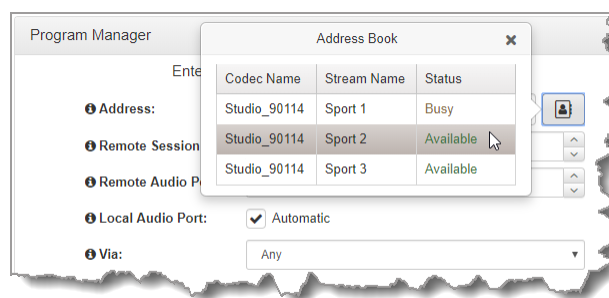 Program Manager
Address Book
Ente
Codec Name Stream Name Status
Address:
Studio_90114 Sport 1 Busy
Remote Session
Studio_90114 Sport 2 Available
Remote Audio P
Studio_90114 Sport 3 Available
Local Audio Port:
Automatic
Via:
Any